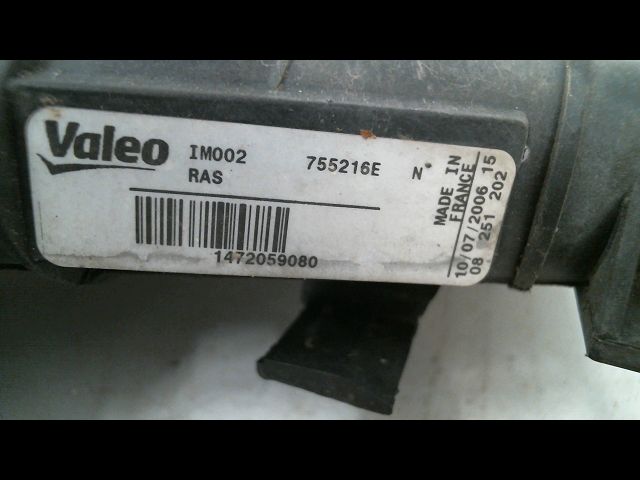 Valeo
IM002 755216E N°
RAS
1472059080
MADE IN
FRANCE
10/07/2006 15
08 251 202